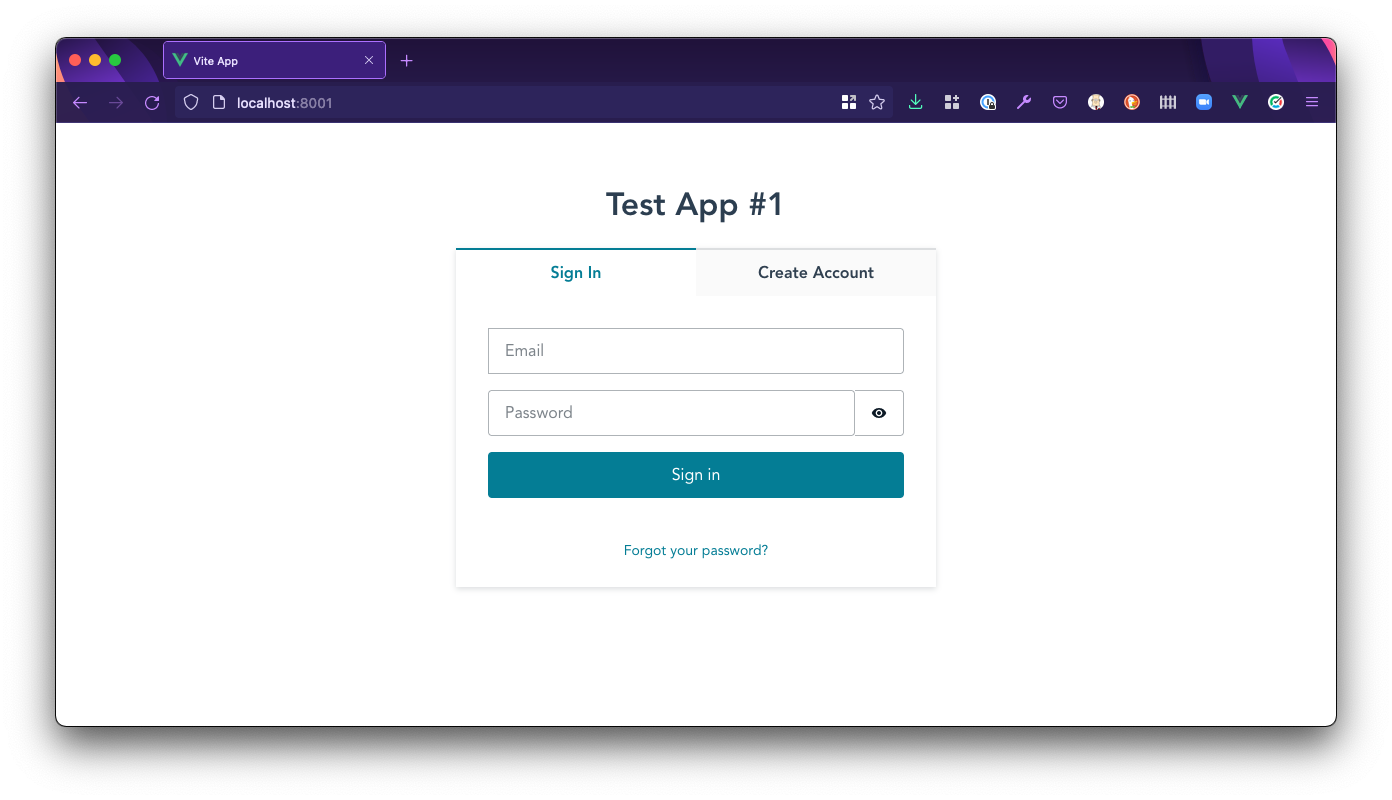 Vite App
localhost:8001
Test App #1
Sign In
Create Account
Email
Password
Sign in
Forgot your password?